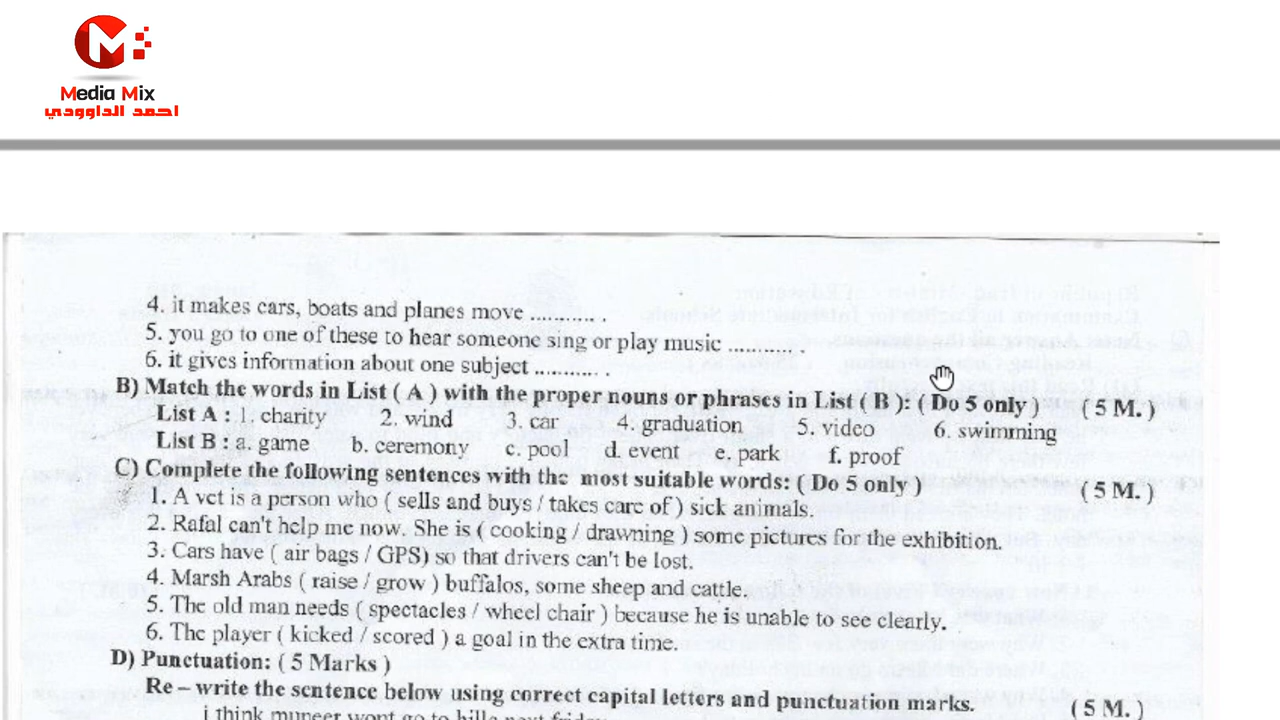 Media Mix
احمد الداوودي
4. it makes cars, boats and planes move ............
5. you go to one of these to hear someone sing or play music ............
6. it gives information about one subject ............
B) Match the words in List ( A ) with the proper nouns or phrases in List ( B ): ( Do 5 only ) ( 5 M. )
List A : 1. charity 2. wind 3. car 4. graduation 5. video 6. swimming
List B : a. game b. ceremony c. pool d. event e. park f. proof
C) Complete the following sentences with the most suitable words: ( Do 5 only ) ( 5 M. )
1. A vet is a person who ( sells and buys / takes care of ) sick animals.
2. Rafal can't help me now. She is ( cooking / drawning ) some pictures for the exhibition.
3. Cars have ( air bags / GPS) so that drivers can't be lost.
4. Marsh Arabs ( raise / grow ) buffalos, some sheep and cattle.
5. The old man needs ( spectacles / wheel chair ) because he is unable to see clearly.
6. The player ( kicked / scored ) a goal in the extra time.
D) Punctuation: ( 5 Marks )
Re – write the sentence below using correct capital letters and punctuation marks. ( 5 M. )
i think muneer wont go to hilla next friday